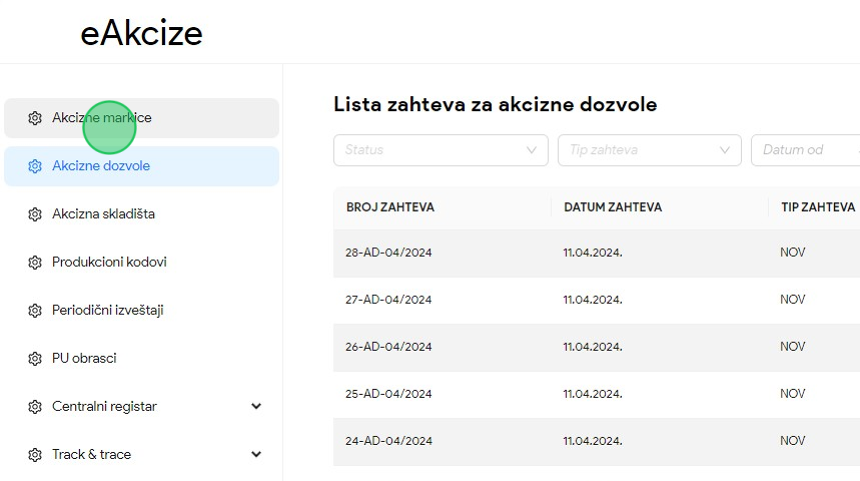 eAkcize
Akcizne markice
Akcizne dozvole
Akcizna skladišta
Produkcioni kodovi
Periodični izveštaji
PU obrasci
Centralni registar
Track & trace
Lista zahteva za akcizne dozvole
Status Tip zahteva Datum od
BROJ ZAHTEVA DATUM ZAHTEVA TIP ZAHTEVA
28-AD-04/2024 11.04.2024. NOV
27-AD-04/2024 11.04.2024. NOV
26-AD-04/2024 11.04.2024. NOV
25-AD-04/2024 11.04.2024. NOV
24-AD-04/2024 11.04.2024. NOV